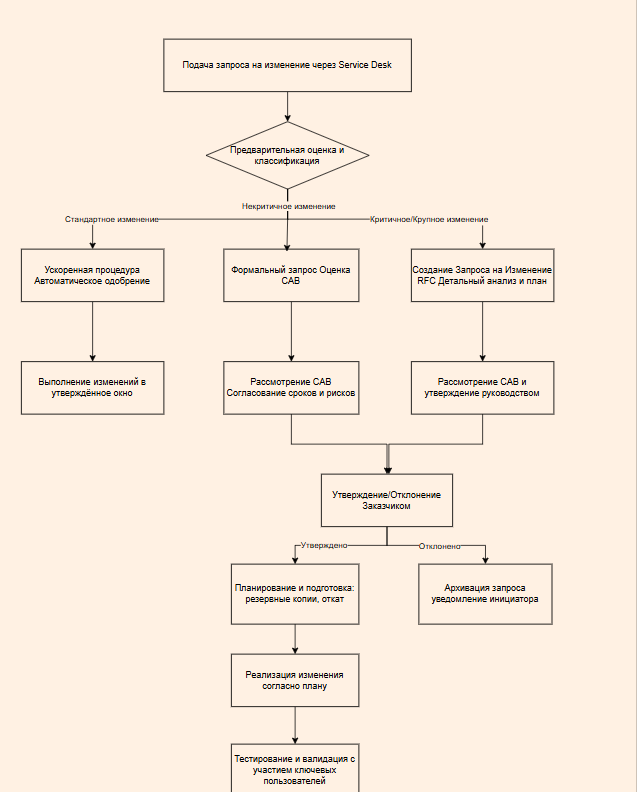 Подача запроса на изменение через Service Desk
Предварительная оценка и
классификация
Некритичное изменение
Стандартное изменение
Критичное/Крупное изменение
Ускоренная процедура
Автоматическое одобрение
Формальный запрос Оценка
CAB
Создание Запроса на Изменение
RFC Детальный анализ и план
Выполнение изменений в
утверждённое окно
Рассмотрение CAB
Согласование сроков и рисков
Рассмотрение CAB и
утверждение руководством
Утверждение/Отклонение
Заказчиком
Утверждено
Отклонено
Планирование и подготовка:
резервные копии, откат
Архивация запроса
уведомление инициатора
Реализация изменения
согласно плану
Тестирование и валидация с
участием ключевых
пользователей